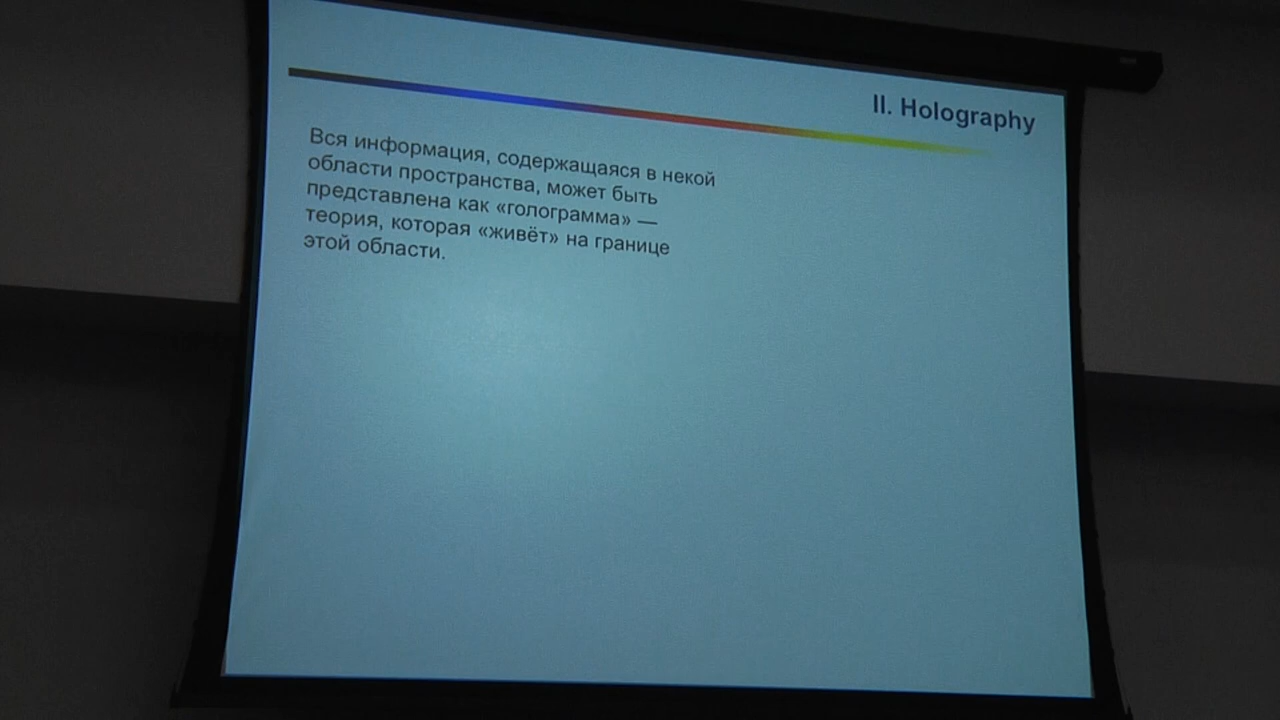 II. Holography
Вся информация, содержащаяся в некой
области пространства, может быть
представлена как «голограмма» —
теория, которая «живёт» на границе
этой области.